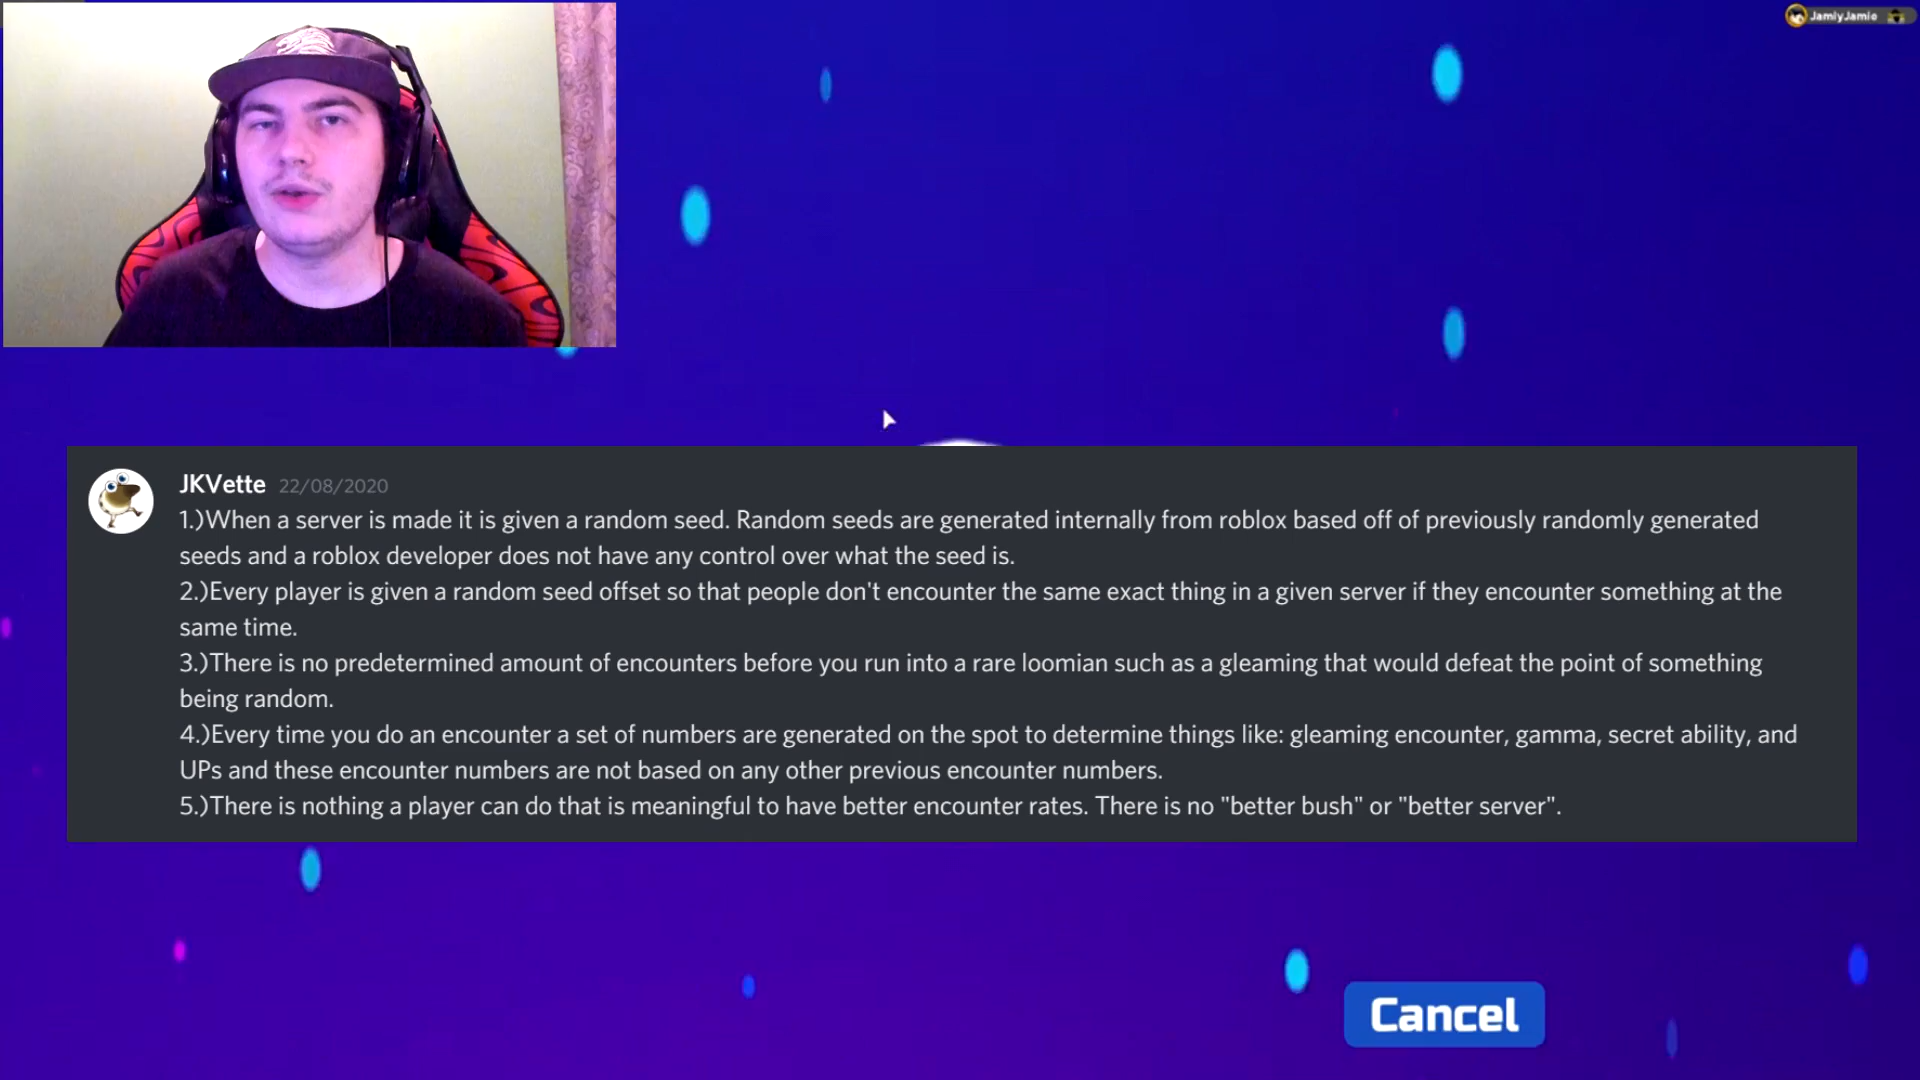 JamiyJamie
JKVette 22/08/2020
1.)When a server is made it is given a random seed. Random seeds are generated internally from roblox based off of previously randomly generated
seeds and a roblox developer does not have any control over what the seed is.
2.)Every player is given a random seed offset so that people don't encounter the same exact thing in a given server if they encounter something at the
same time.
3.)There is no predetermined amount of encounters before you run into a rare loomian such as a gleaming that would defeat the point of something
being random.
4.)Every time you do an encounter a set of numbers are generated on the spot to determine things like: gleaming encounter, gamma, secret ability, and
UPs and these encounter numbers are not based on any other previous encounter numbers.
5.)There is nothing a player can do that is meaningful to have better encounter rates. There is no "better bush" or "better server".
Cancel